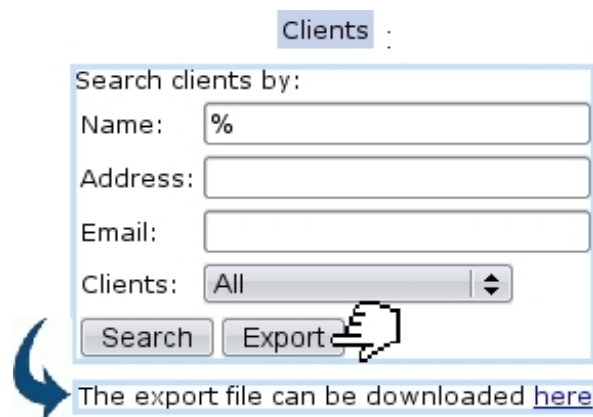 Clients :
Search clients by:
Name: %
Address:
Email:
Clients: All
Search Export
The export file can be downloaded here